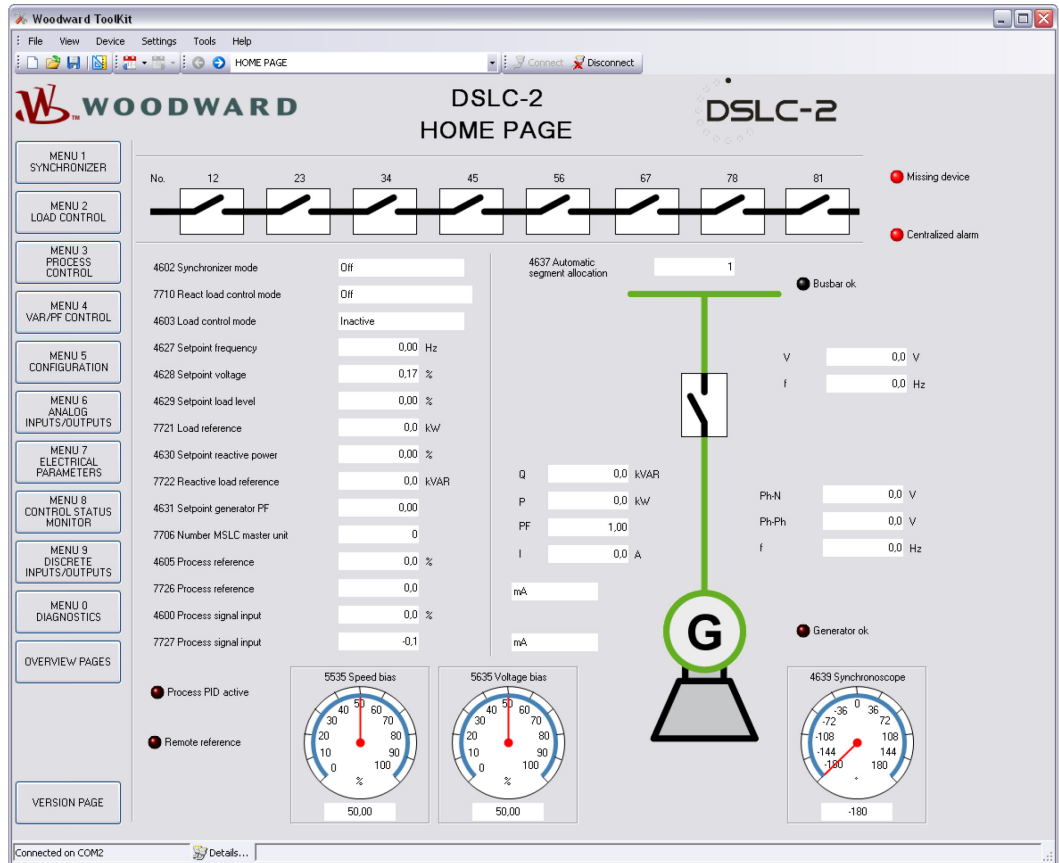 Woodward ToolKit
File View Device Settings Tools Help
HOME PAGE Connect Disconnect
WOODWARD
DSLC-2
HOME PAGE
DSLC-2
MENU 1
SYNCHRONIZER
MENU 2
LOAD CONTROL
MENU 3
PROCESS
CONTROL
MENU 4
VAR/PF CONTROL
MENU 5
CONFIGURATION
MENU 6
ANALOG
INPUTS/OUTPUTS
MENU 7
ELECTRICAL
PARAMETERS
MENU 8
CONTROL STATUS
MONITOR
MENU 9
DISCRETE
INPUTS/OUTPUTS
MENU 0
DIAGNOSTICS
OVERVIEW PAGES
VERSION PAGE
No. 12 23 34 45 56 67 78 81
Missing device
Centralized alarm
4602 Synchronizer mode Off
7710 React load control mode Off
4603 Load control mode Inactive
4627 Setpoint frequency 0,00 Hz
4628 Setpoint voltage 0,17 %
4629 Setpoint load level 0,00 %
7721 Load reference 0,0 kW
4630 Setpoint reactive power 0,00 %
7722 Reactive load reference 0,0 kVAR
4631 Setpoint generator PF 0,00
7706 Number MSLC master unit 0
4605 Process reference 0,0 %
7726 Process reference 0,0 mA
4600 Process signal input 0,0 %
7727 Process signal input -0,1 mA
4637 Automatic
segment allocation 1
Busbar ok
V 0,0 V
f 0,0 Hz
Q 0,0 kVAR
P 0,0 kW
PF 1,00
I 0,0 A
Ph-N 0,0 V
Ph-Ph 0,0 V
f 0,0 Hz
G
Generator ok
Process PID active
Remote reference
5535 Speed bias
0 10 20 30 40 50 60 70 80 90 100
%
50,00
5635 Voltage bias
0 10 20 30 40 50 60 70 80 90 100
%
50,00
4639 Synchronoscope
-180 -144 -108 -72 -36 0 36 72 108 144 180
°
-180
Connected on COM2 Details...